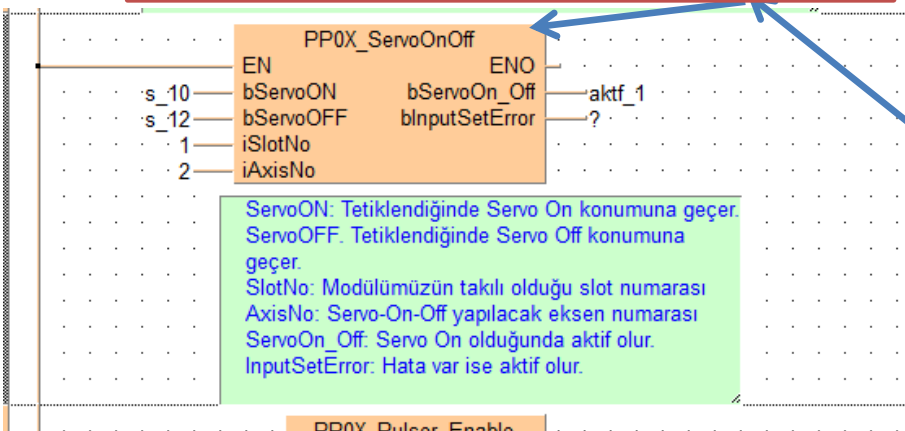 PP0X_ServoOnOff
EN ENO
s_10 bServoON bServoOn_Off aktf_1
s_12 bServoOFF bInputSetError ?
1 iSlotNo
2 iAxisNo
ServoON: Tetiklendiğinde Servo On konumuna geçer.
ServoOFF. Tetiklendiğinde Servo Off konumuna
geçer.
SlotNo: Modülümüzün takılı olduğu slot numarası
AxisNo: Servo-On-Off yapılacak eksen numarası
ServoOn_Off: Servo On olduğunda aktif olur.
InputSetError: Hata var ise aktif olur.
PP0X_Pulser_Enable